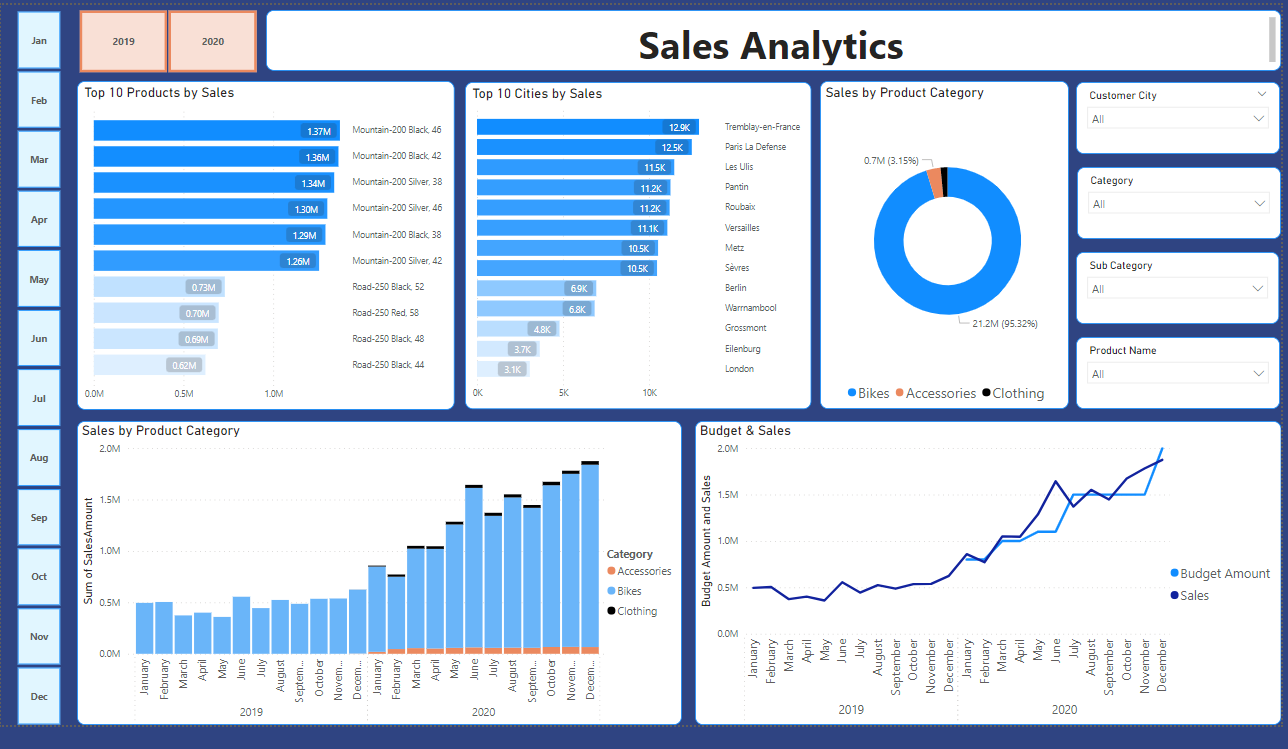 Jan
Feb
Mar
Apr
May
Jun
Jul
Aug
Sep
Oct
Nov
Dec
2019
2020
Sales Analytics
Top 10 Products by Sales
1.37M Mountain-200 Black, 46
1.36M Mountain-200 Black, 42
1.34M Mountain-200 Silver, 38
1.30M Mountain-200 Silver, 46
1.29M Mountain-200 Black, 38
1.26M Mountain-200 Silver, 42
0.73M Road-250 Black, 52
0.70M Road-250 Red, 58
0.69M Road-250 Black, 48
0.62M Road-250 Black, 44
0.0M 0.5M 1.0M
Top 10 Cities by Sales
12.9K Tremblay-en-France
12.5K Paris La Defense
11.5K Les Ulis
11.2K Pantin
11.2K Roubaix
11.1K Versailles
10.5K Metz
10.5K Sèvres
6.9K Berlin
6.8K Warrnambool
4.8K Grossmont
3.7K Eilenburg
3.1K London
0K 5K 10K
Sales by Product Category
0.7M (3.15%)
21.2M (95.32%)
Bikes Accessories Clothing
Customer City
All
Category
All
Sub Category
All
Product Name
All
Sales by Product Category
Sum of SalesAmount
2.0M
1.5M
1.0M
0.5M
0.0M
January February March April May June July August Septem... October Novem... Decem... January February March April May June July August Septem... October Novem... Decem...
2019 2020
Category
Accessories
Bikes
Clothing
Budget & Sales
Budget Amount and Sales
2.0M
1.5M
1.0M
0.5M
0.0M
January February March April May June July August September October November December January February March April May June July August September October November December
2019 2020
Budget Amount
Sales